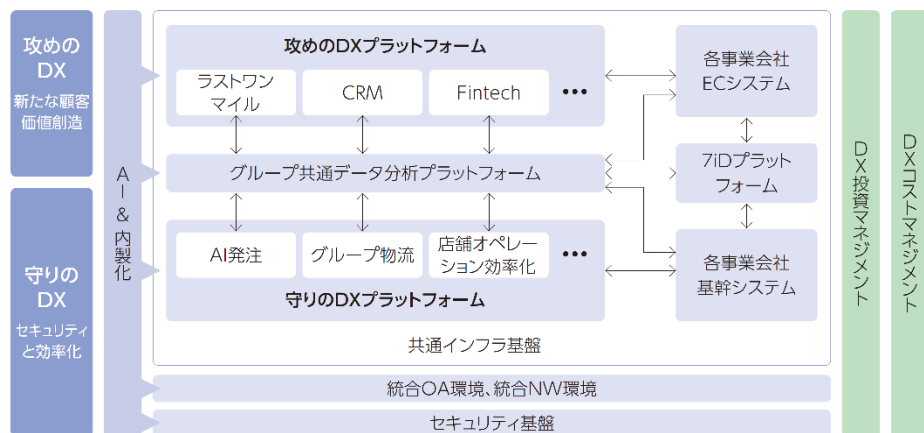 攻めの
DX
新たな顧客
価値創造
守りの
DX
セキュリティ
と効率化
AI&内製化
攻めのDXプラットフォーム
ラストワン
マイル
CRM
Fintech
•••
グループ共通データ分析プラットフォーム
AI発注
グループ物流
店舗オペレー
ション効率化
•••
守りのDXプラットフォーム
各事業会社
ECシステム
7iDプラット
フォーム
各事業会社
基幹システム
共通インフラ基盤
統合OA環境、統合NW環境
セキュリティ基盤
DX投資マネジメント
DXコストマネジメント